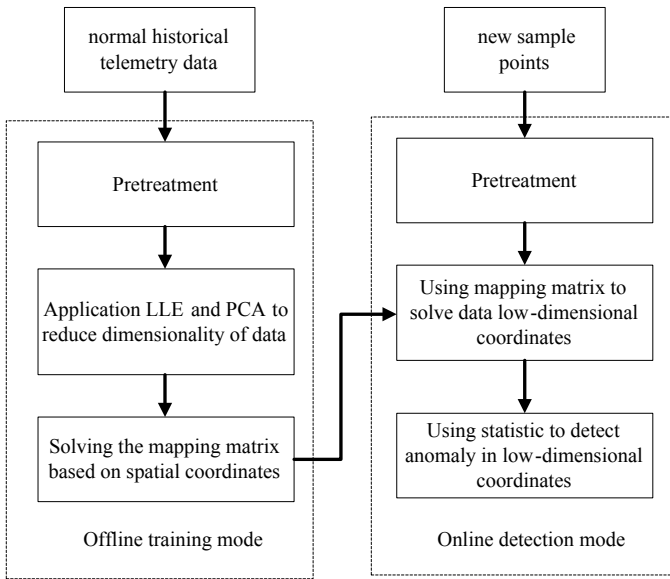 normal historical
telemetry data
Pretreatment
Application LLE and PCA to
reduce dimensionality of data
Solving the mapping matrix
based on spatial coordinates
Offline training mode
new sample
points
Pretreatment
Using mapping matrix to
solve data low-dimensional
coordinates
Using statistic to detect
anomaly in low-dimensional
coordinates
Online detection mode